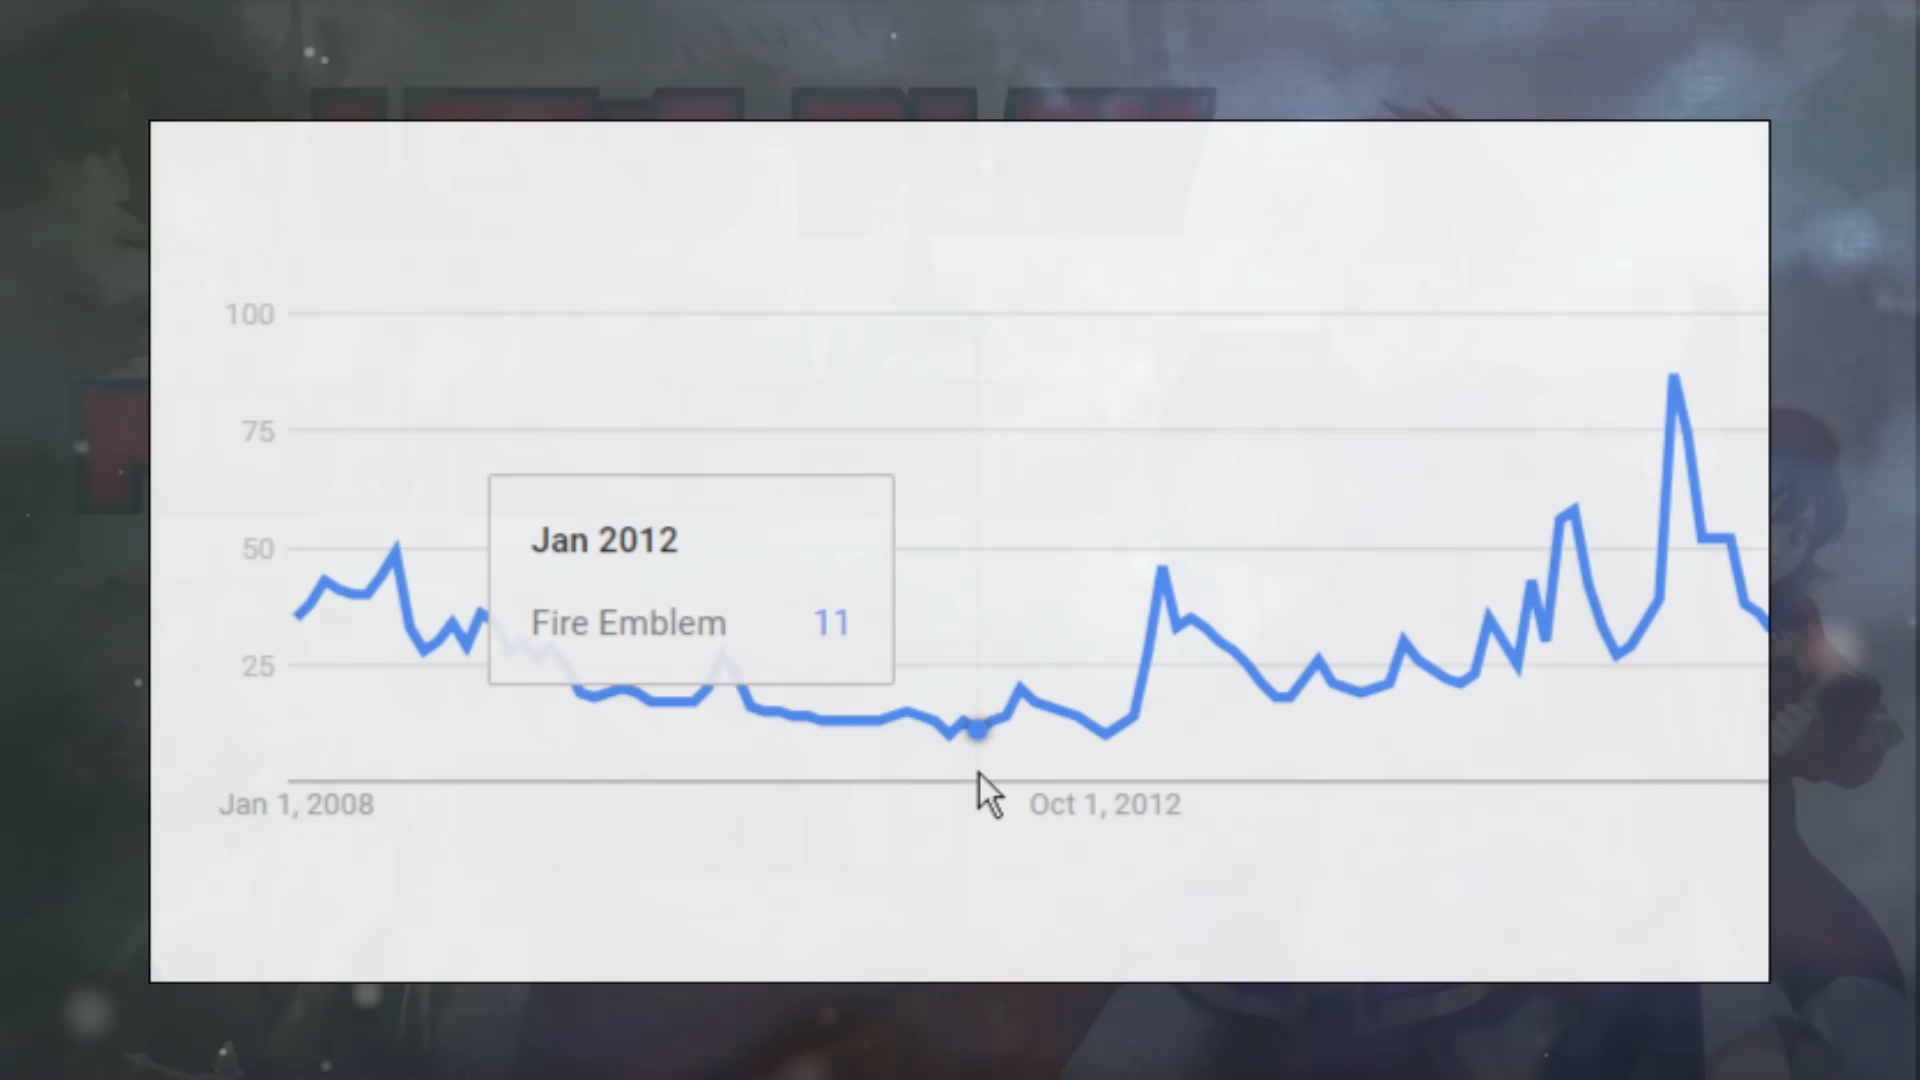 100
75
50
25
Jan 2012
Fire Emblem 11
Jan 1, 2008
Oct 1, 2012